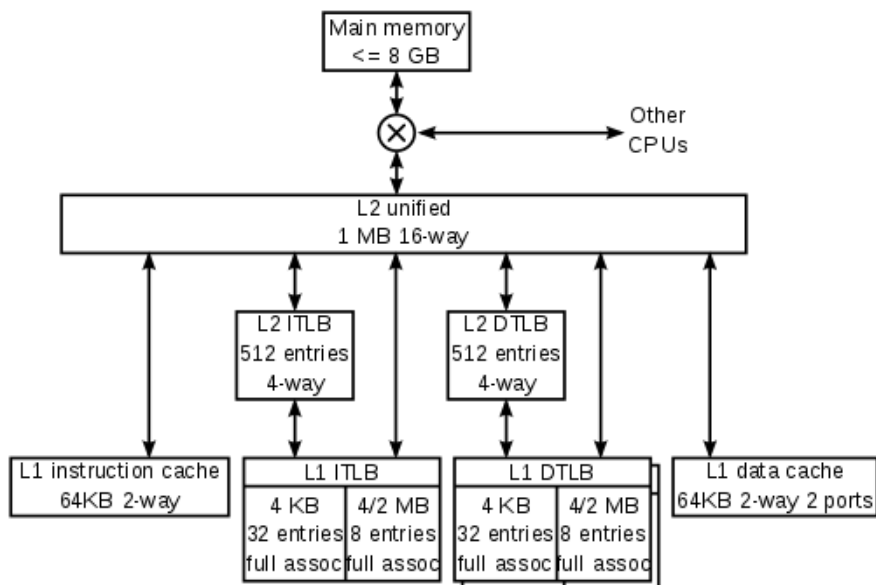 Main memory
<= 8 GB
Other
CPUs
L2 unified
1 MB 16-way
L2 ITLB
512 entries
4-way
L2 DTLB
512 entries
4-way
L1 instruction cache
64KB 2-way
L1 ITLB
4 KB
32 entries
full assoc
4/2 MB
8 entries
full assoc
L1 DTLB
4 KB
32 entries
full assoc
4/2 MB
8 entries
full assoc
L1 data cache
64KB 2-way 2 ports